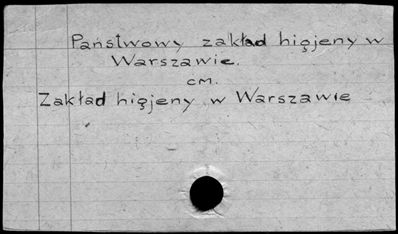 Państwowy zakład higjeny w
Warszawie.
cm.
Zakład higjeny w Warszawie